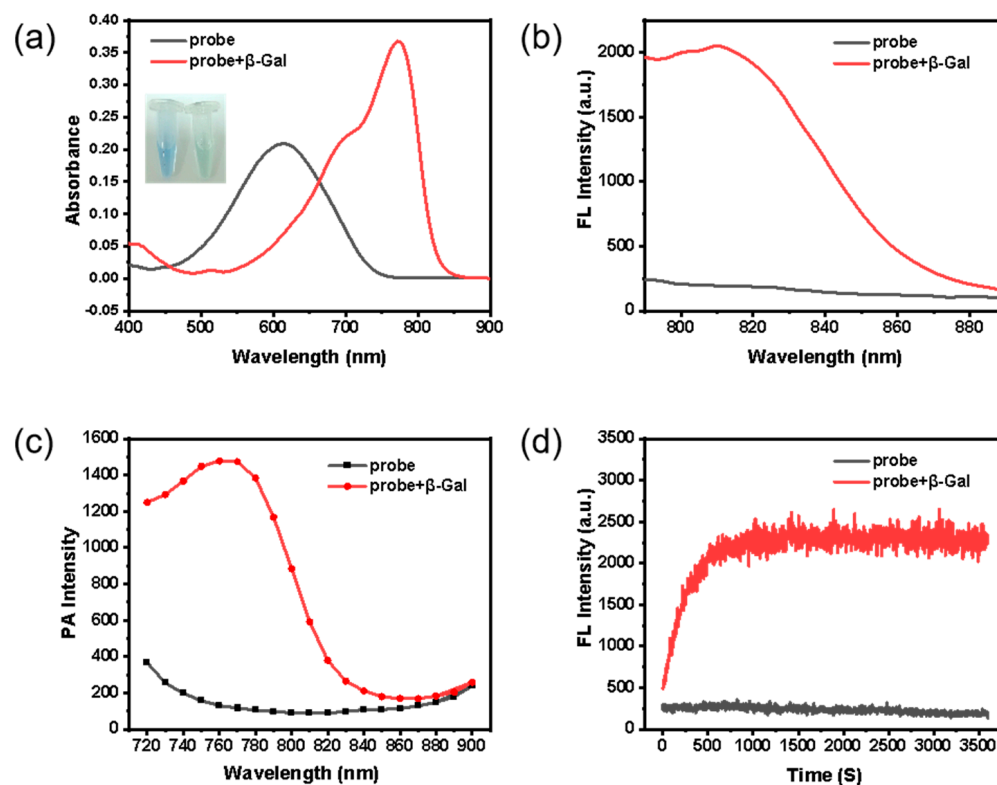 (a)
0.40
0.35
0.30
0.25
0.20
0.15
0.10
0.05
0.00
-0.05
Absorbance
probe
probe+β-Gal
400 500 600 700 800 900
Wavelength (nm)
(b)
2000
1500
1000
500
0
FL Intensity (a.u.)
probe
probe+β-Gal
800 820 840 860 880
Wavelength (nm)
(c)
1600
1400
1200
1000
800
600
400
200
0
PA Intensity
probe
probe+β-Gal
720 740 760 780 800 820 840 860 880 900
Wavelength (nm)
(d)
3500
3000
2500
2000
1500
1000
500
0
FL Intensity (a.u.)
probe
probe+β-Gal
0 500 1000 1500 2000 2500 3000 3500
Time (S)